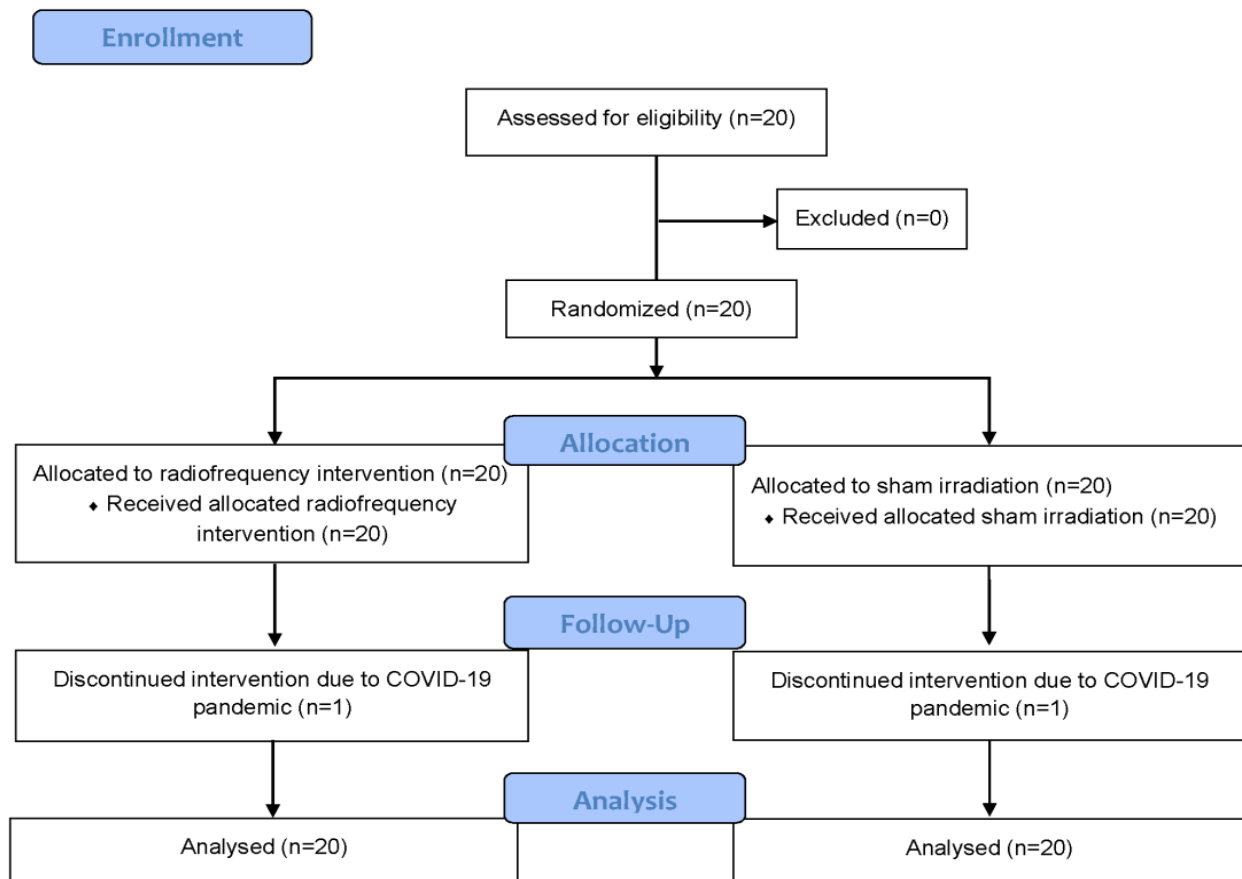 Enrollment
Assessed for eligibility (n=20)
Excluded (n=0)
Randomized (n=20)
Allocation
Allocated to radiofrequency intervention (n=20)
♦ Received allocated radiofrequency
intervention (n=20)
Allocated to sham irradiation (n=20)
♦ Received allocated sham irradiation (n=20)
Follow-Up
Discontinued intervention due to COVID-19
pandemic (n=1)
Discontinued intervention due to COVID-19
pandemic (n=1)
Analysis
Analysed (n=20)
Analysed (n=20)